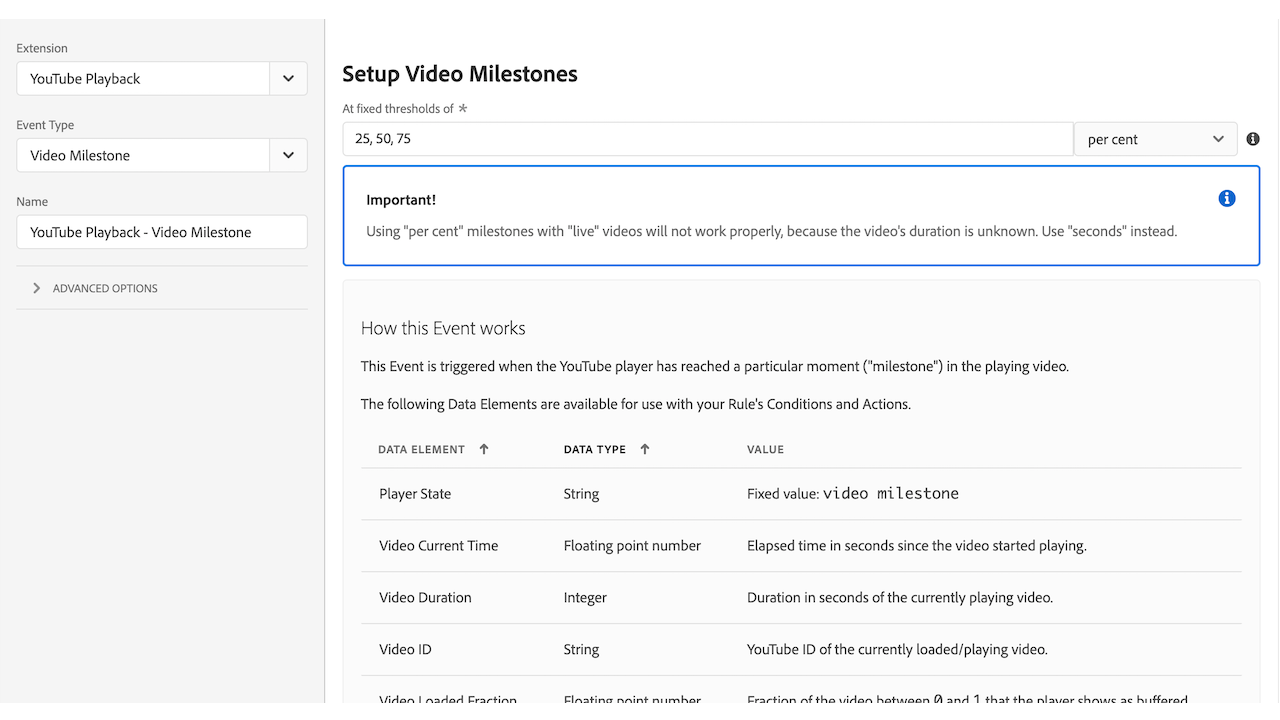 Extension
YouTube Playback
Event Type
Video Milestone
Name
YouTube Playback - Video Milestone
ADVANCED OPTIONS
Setup Video Milestones
At fixed thresholds of *
25, 50, 75
per cent
Important!
Using "per cent" milestones with "live" videos will not work properly, because the video's duration is unknown. Use "seconds" instead.
How this Event works
This Event is triggered when the YouTube player has reached a particular moment ("milestone") in the playing video.
The following Data Elements are available for use with your Rule's Conditions and Actions.
DATA ELEMENT DATA TYPE VALUE
Player State String Fixed value: video milestone
Video Current Time Floating point number Elapsed time in seconds since the video started playing.
Video Duration Integer Duration in seconds of the currently playing video.
Video ID String YouTube ID of the currently loaded/playing video.
Video Loaded Fraction Floating point number Fraction of the video between 0 and 1 that the player shows as buffered.